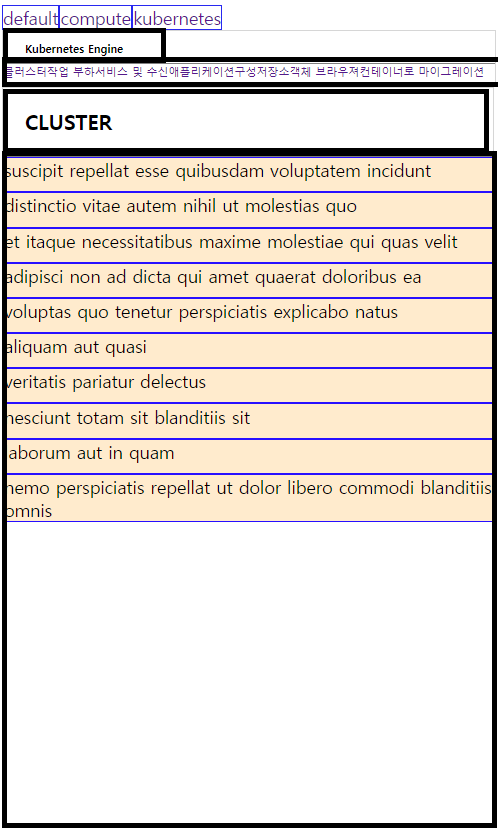 default compute kubernetes
Kubernetes Engine
클러스터작업 부하서비스 및 수신애플리케이션구성저장소객체 브라우져컨테이너로 마이그레이션
CLUSTER
suscipit repellat esse quibusdam voluptatem incidunt
distinctio vitae autem nihil ut molestias quo
et itaque necessitatibus maxime molestiae qui quas velit
adipisci non ad dicta qui amet quaerat doloribus ea
voluptas quo tenetur perspiciatis explicabo natus
aliquam aut quasi
veritatis pariatur delectus
nesciunt totam sit blanditiis sit
laborum aut in quam
nemo perspiciatis repellat ut dolor libero commodi blanditiis
omnis